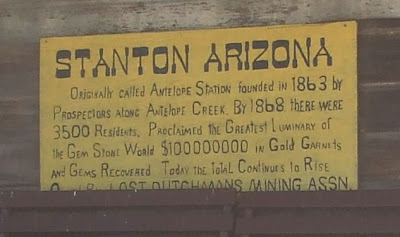 STANTON ARIZONA
ORIGINALLY CALLED ANTELOPE STATION FOUNDED IN 1863 BY
PROSPECTORS ALONG ANTELOPE CREEK. BY 1868 THERE WERE
3500 RESIDENTS. PROCLAIMED THE GREATEST LUMINARY OF
THE GEM STONE WORLD $100000000 IN GOLD GARNETS
AND GEMS RECOVERED TODAY THE TOTAL CONTINUES TO RISE
LOST DUTCHMANS MINING ASSN.